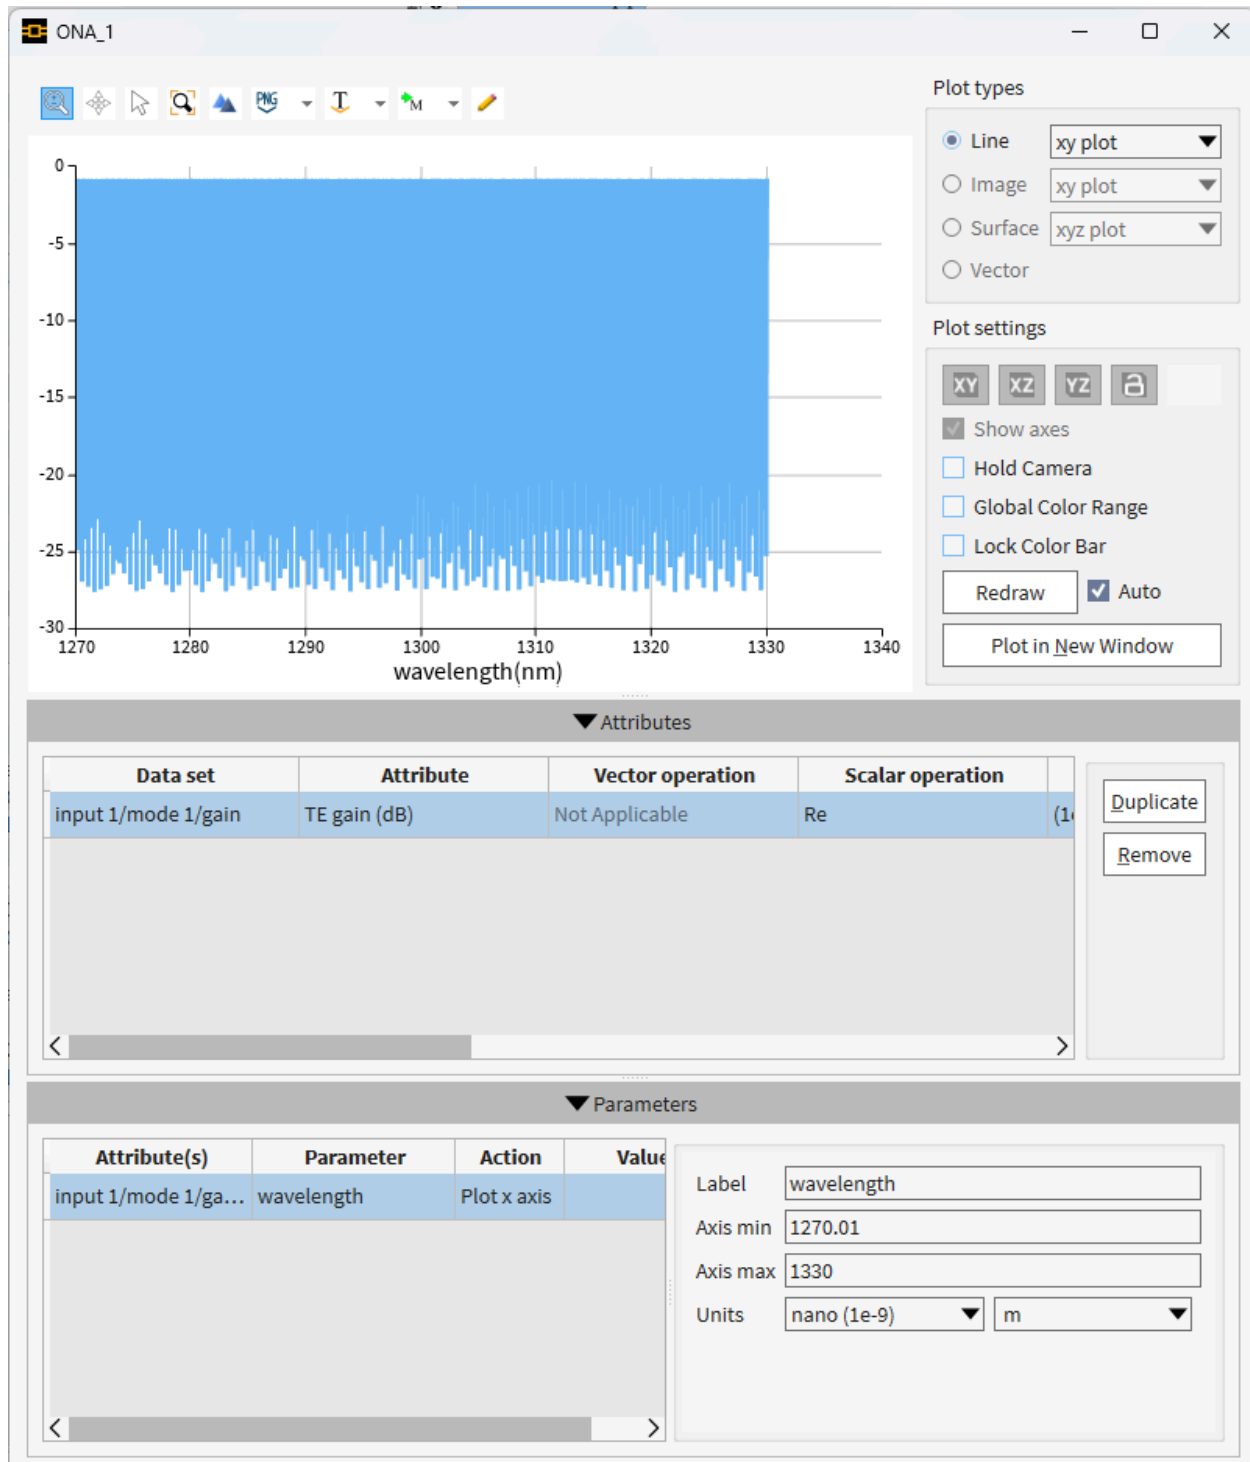 ONA_1
PNG
T
M
Plot types
Line
xy plot
Image
xy plot
Surface
xyz plot
Vector
Plot settings
XY
XZ
YZ
Show axes
Hold Camera
Global Color Range
Lock Color Bar
Redraw
Auto
Plot in New Window
0
-5
-10
-15
-20
-25
-30
1270 1280 1290 1300 1310 1320 1330 1340
wavelength(nm)
Attributes
Data set Attribute Vector operation Scalar operation
input 1/mode 1/gain TE gain (dB) Not Applicable Re (1e
Duplicate
Remove
Parameters
Attribute(s) Parameter Action Value
input 1/mode 1/ga... wavelength Plot x axis
Label wavelength
Axis min 1270.01
Axis max 1330
Units nano (1e-9) m